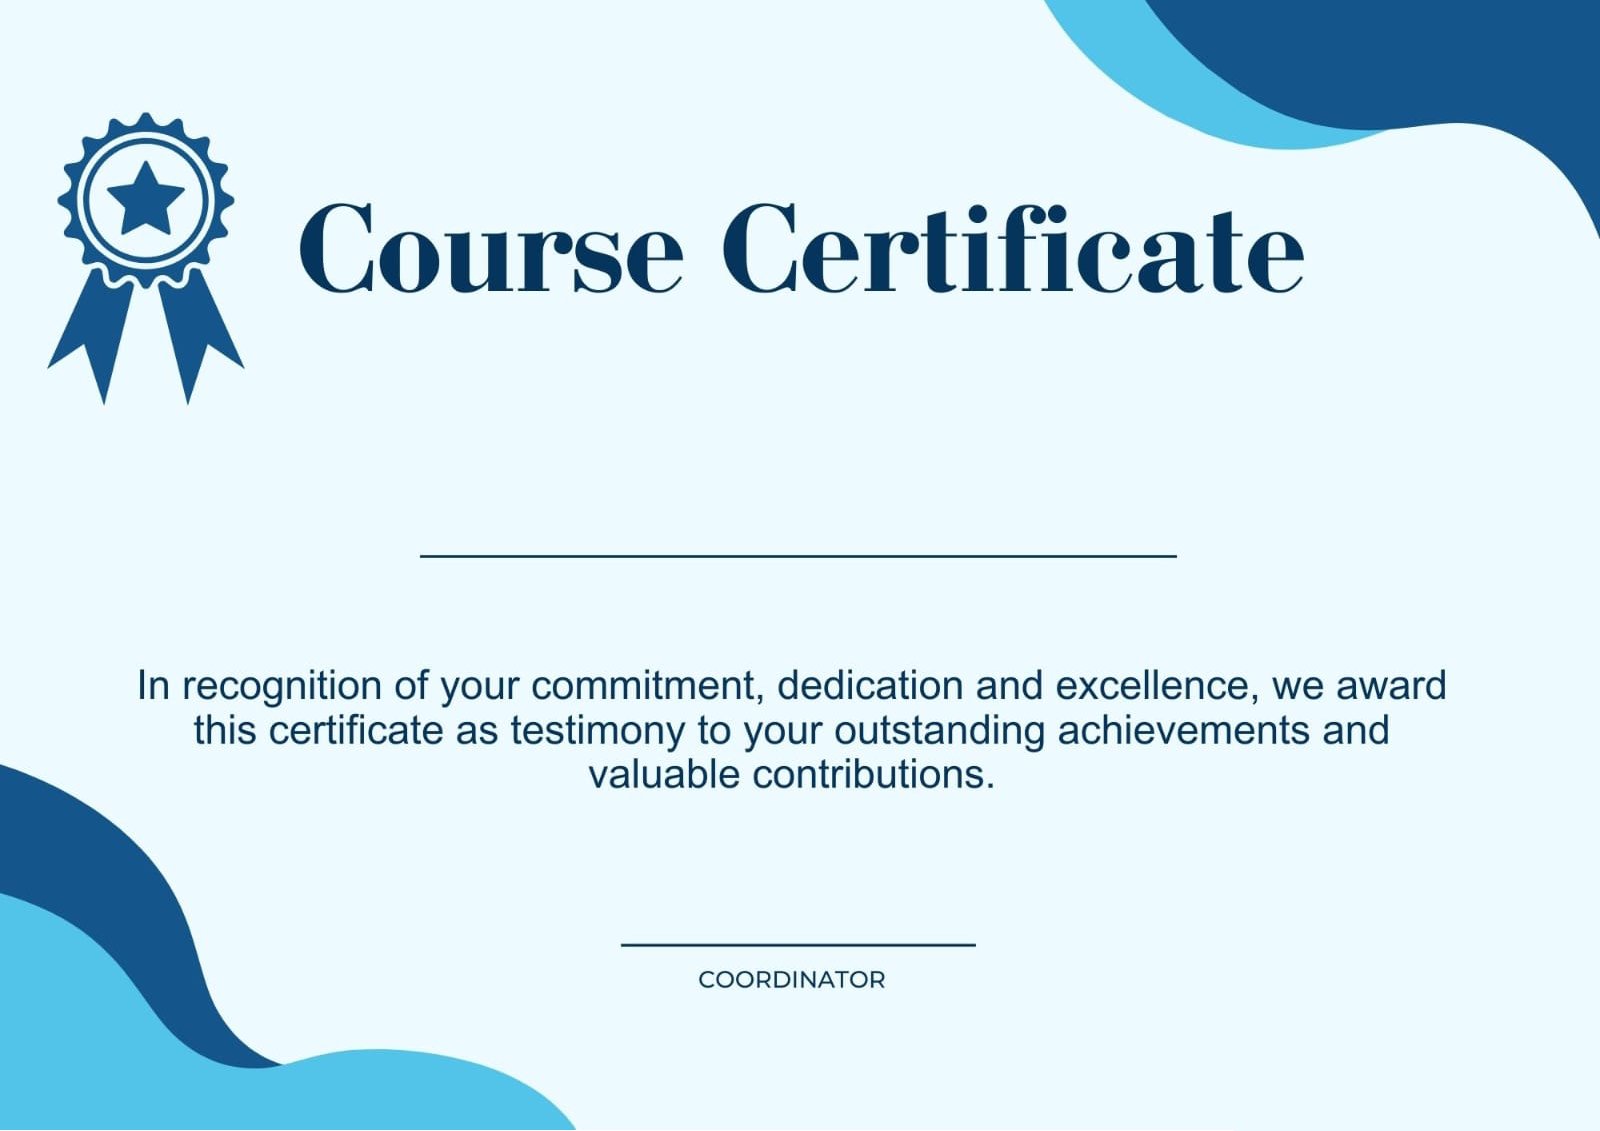 Course Certificate
In recognition of your commitment, dedication and excellence, we award
this certificate as testimony to your outstanding achievements and
valuable contributions.
COORDINATOR